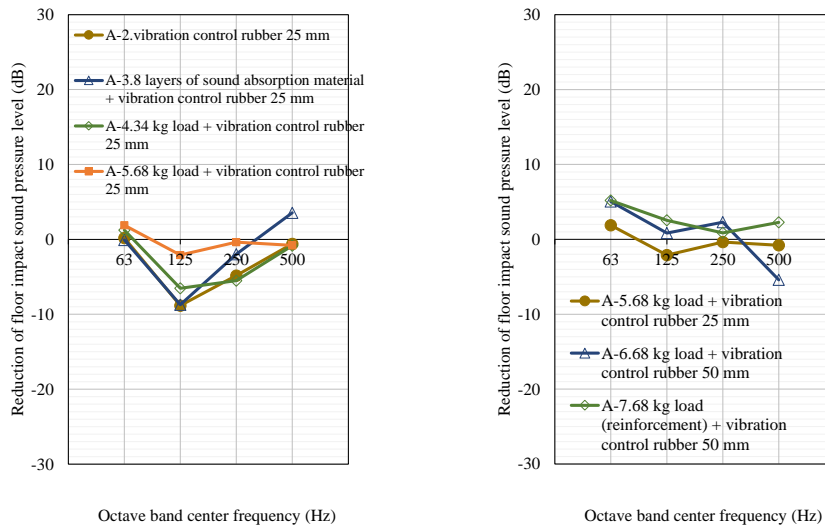 30
20
10
0
-10
-20
-30
Reduction of floor impact sound pressure level (dB)
A-2.vibration control rubber 25 mm
A-3.8 layers of sound absorption material
+ vibration control rubber 25 mm
A-4.34 kg load + vibration control rubber
25 mm
A-5.68 kg load + vibration control rubber
25 mm
63
125
250
500
Octave band center frequency (Hz)
30
20
10
0
-10
-20
-30
Reduction of floor impact sound pressure level (dB)
63
125
250
500
A-5.68 kg load + vibration
control rubber 25 mm
A-6.68 kg load + vibration
control rubber 50 mm
A-7.68 kg load
(reinforcement) + vibration
control rubber 50 mm
Octave band center frequency (Hz)